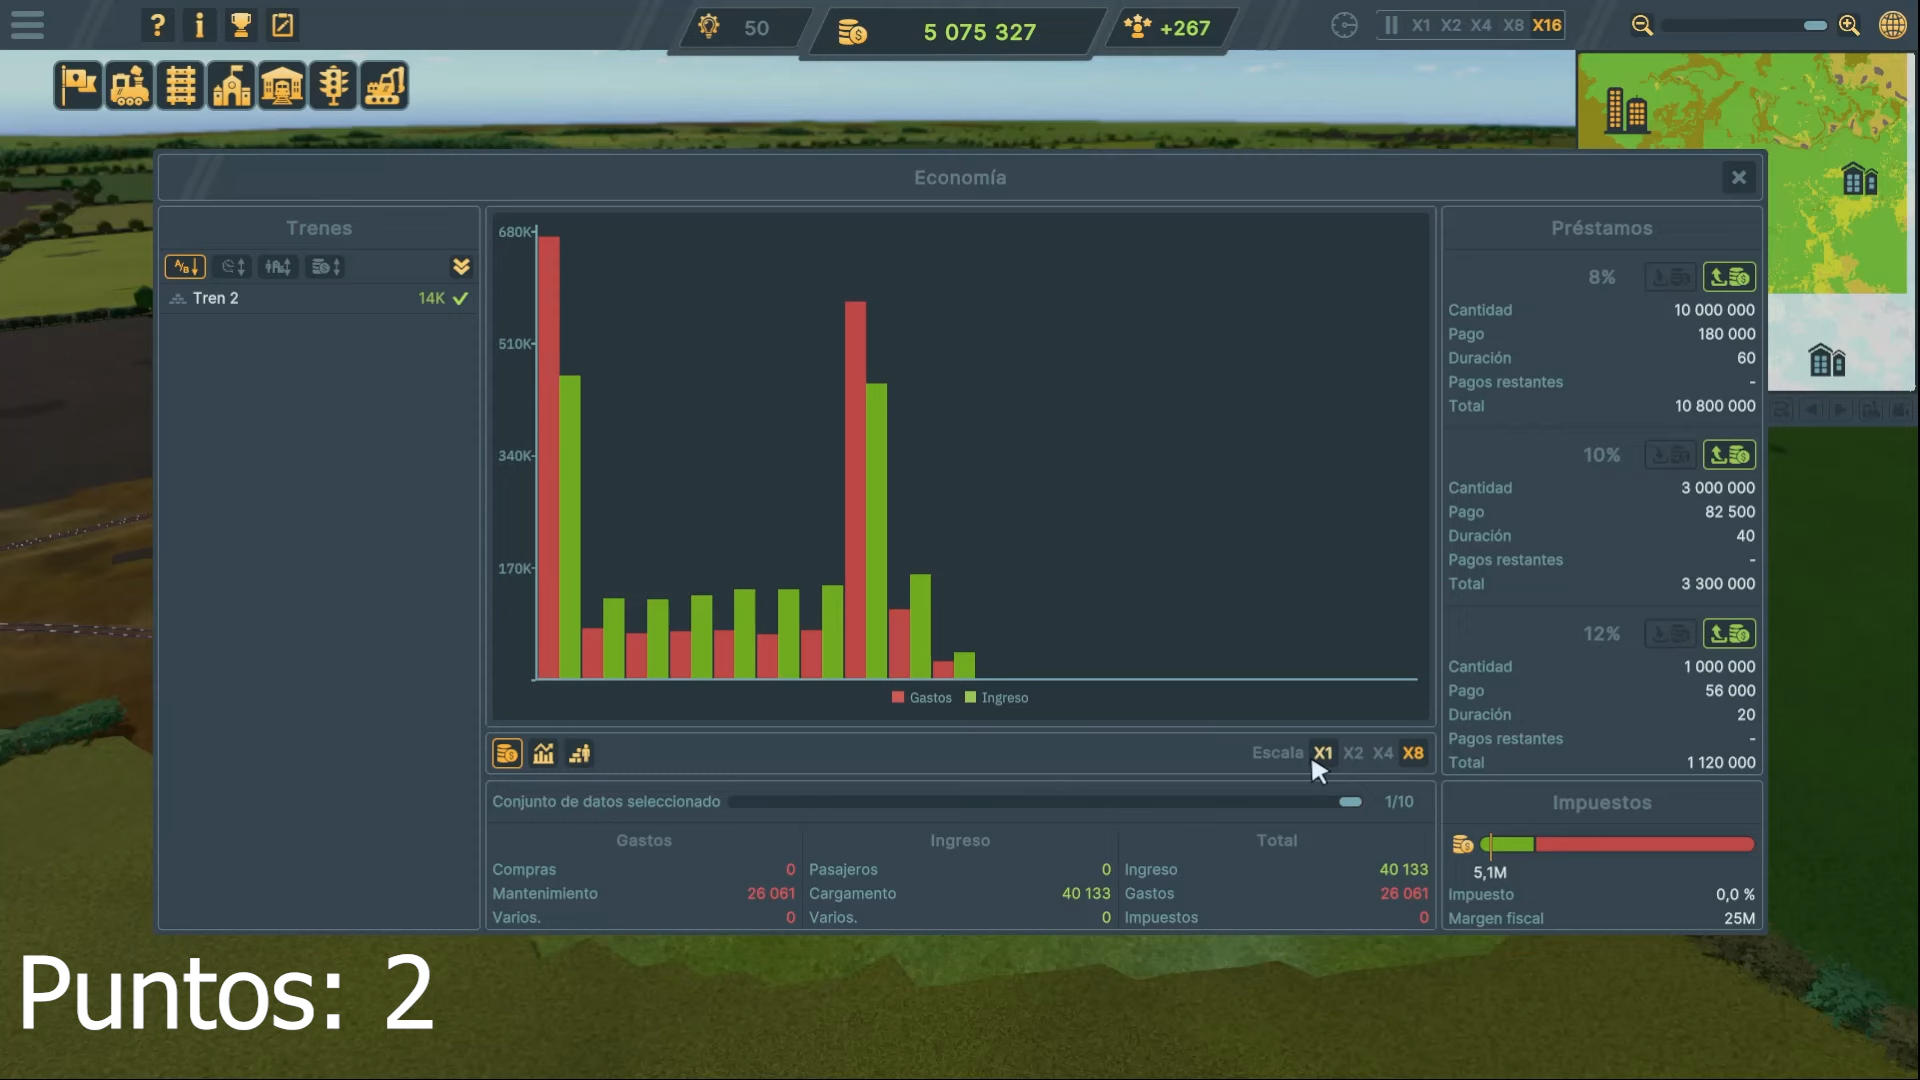 50
5 075 327
+267
X1 X2 X4 X8 X16
Economía
Trenes
A/B
Tren 2
14K
680K
510K
340K
170K
Gastos
Ingreso
Escala X1 X2 X4 X8
Conjunto de datos seleccionado
1/10
Gastos
Compras 0
Mantenimiento 26 061
Varios. 0
Ingreso
Pasajeros 0
Cargamento 40 133
Varios. 0
Total
Ingreso 40 133
Gastos 26 061
Impuestos 0
Préstamos
8%
Cantidad 10 000 000
Pago 180 000
Duración 60
Pagos restantes -
Total 10 800 000
10%
Cantidad 3 000 000
Pago 82 500
Duración 40
Pagos restantes -
Total 3 300 000
12%
Cantidad 1 000 000
Pago 56 000
Duración 20
Pagos restantes -
Total 1 120 000
Impuestos
5,1M
Impuesto 0,0 %
Margen fiscal 25M
Puntos: 2